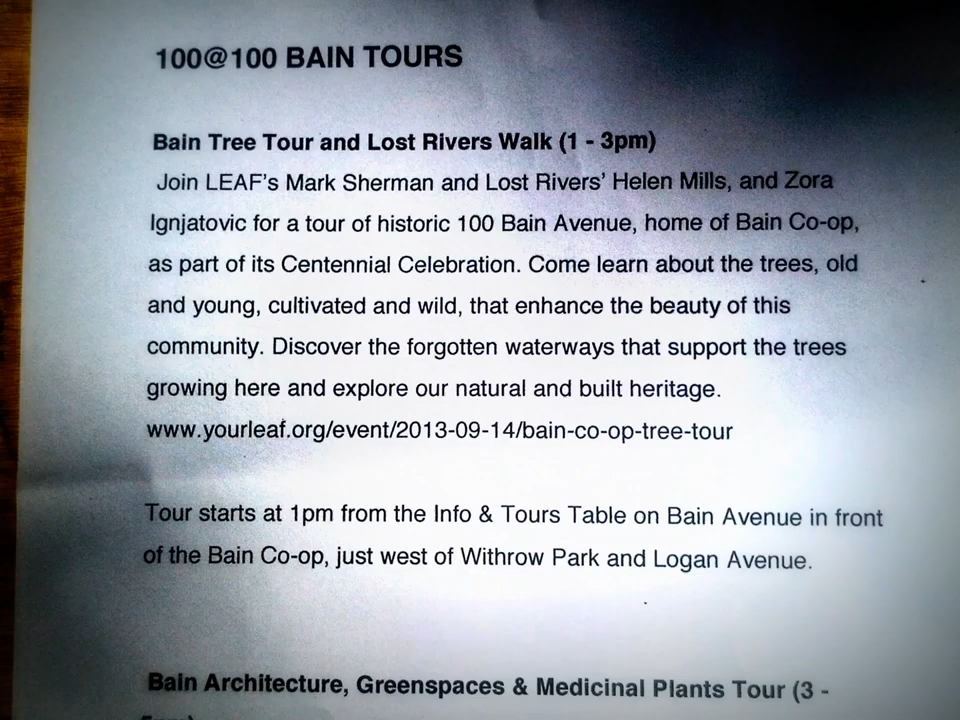 100@100 BAIN TOURS
Bain Tree Tour and Lost Rivers Walk (1 - 3pm)
Join LEAF's Mark Sherman and Lost Rivers' Helen Mills, and Zora
Ignjatovic for a tour of historic 100 Bain Avenue, home of Bain Co-op,
as part of its Centennial Celebration. Come learn about the trees, old
and young, cultivated and wild, that enhance the beauty of this
community. Discover the forgotten waterways that support the trees
growing here and explore our natural and built heritage.
www.yourleaf.org/event/2013-09-14/bain-co-op-tree-tour
Tour starts at 1pm from the Info & Tours Table on Bain Avenue in front
of the Bain Co-op, just west of Withrow Park and Logan Avenue.
Bain Architecture, Greenspaces & Medicinal Plants Tour (3 -
5pm)